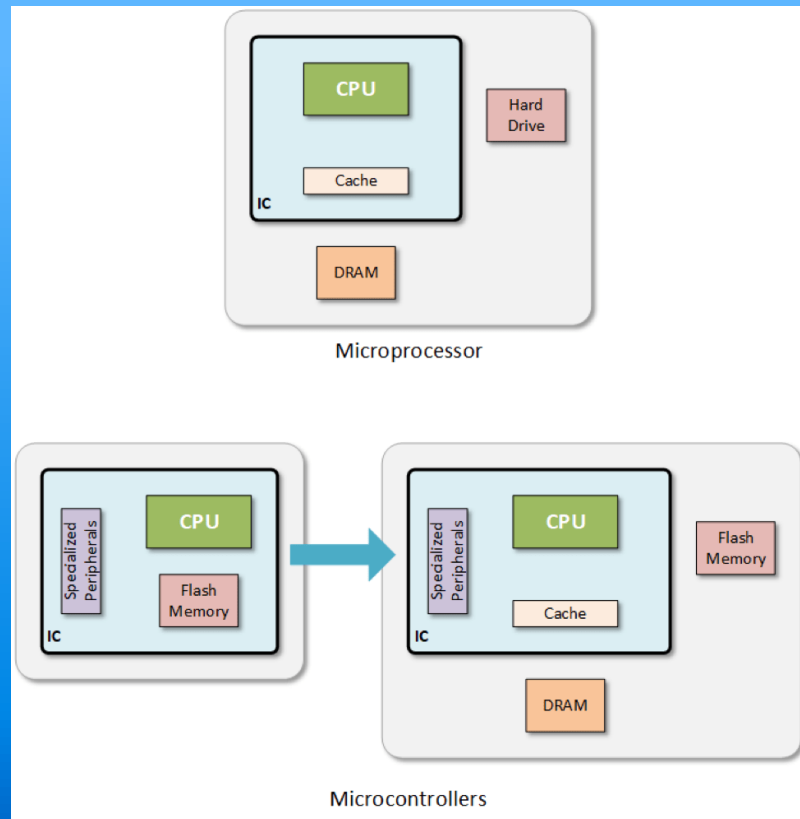 CPU
Hard
Drive
Cache
IC
DRAM
Microprocessor
Specialized
Peripherals
CPU
Flash
Memory
IC
Specialized
Peripherals
CPU
Flash
Memory
Cache
IC
DRAM
Microcontrollers